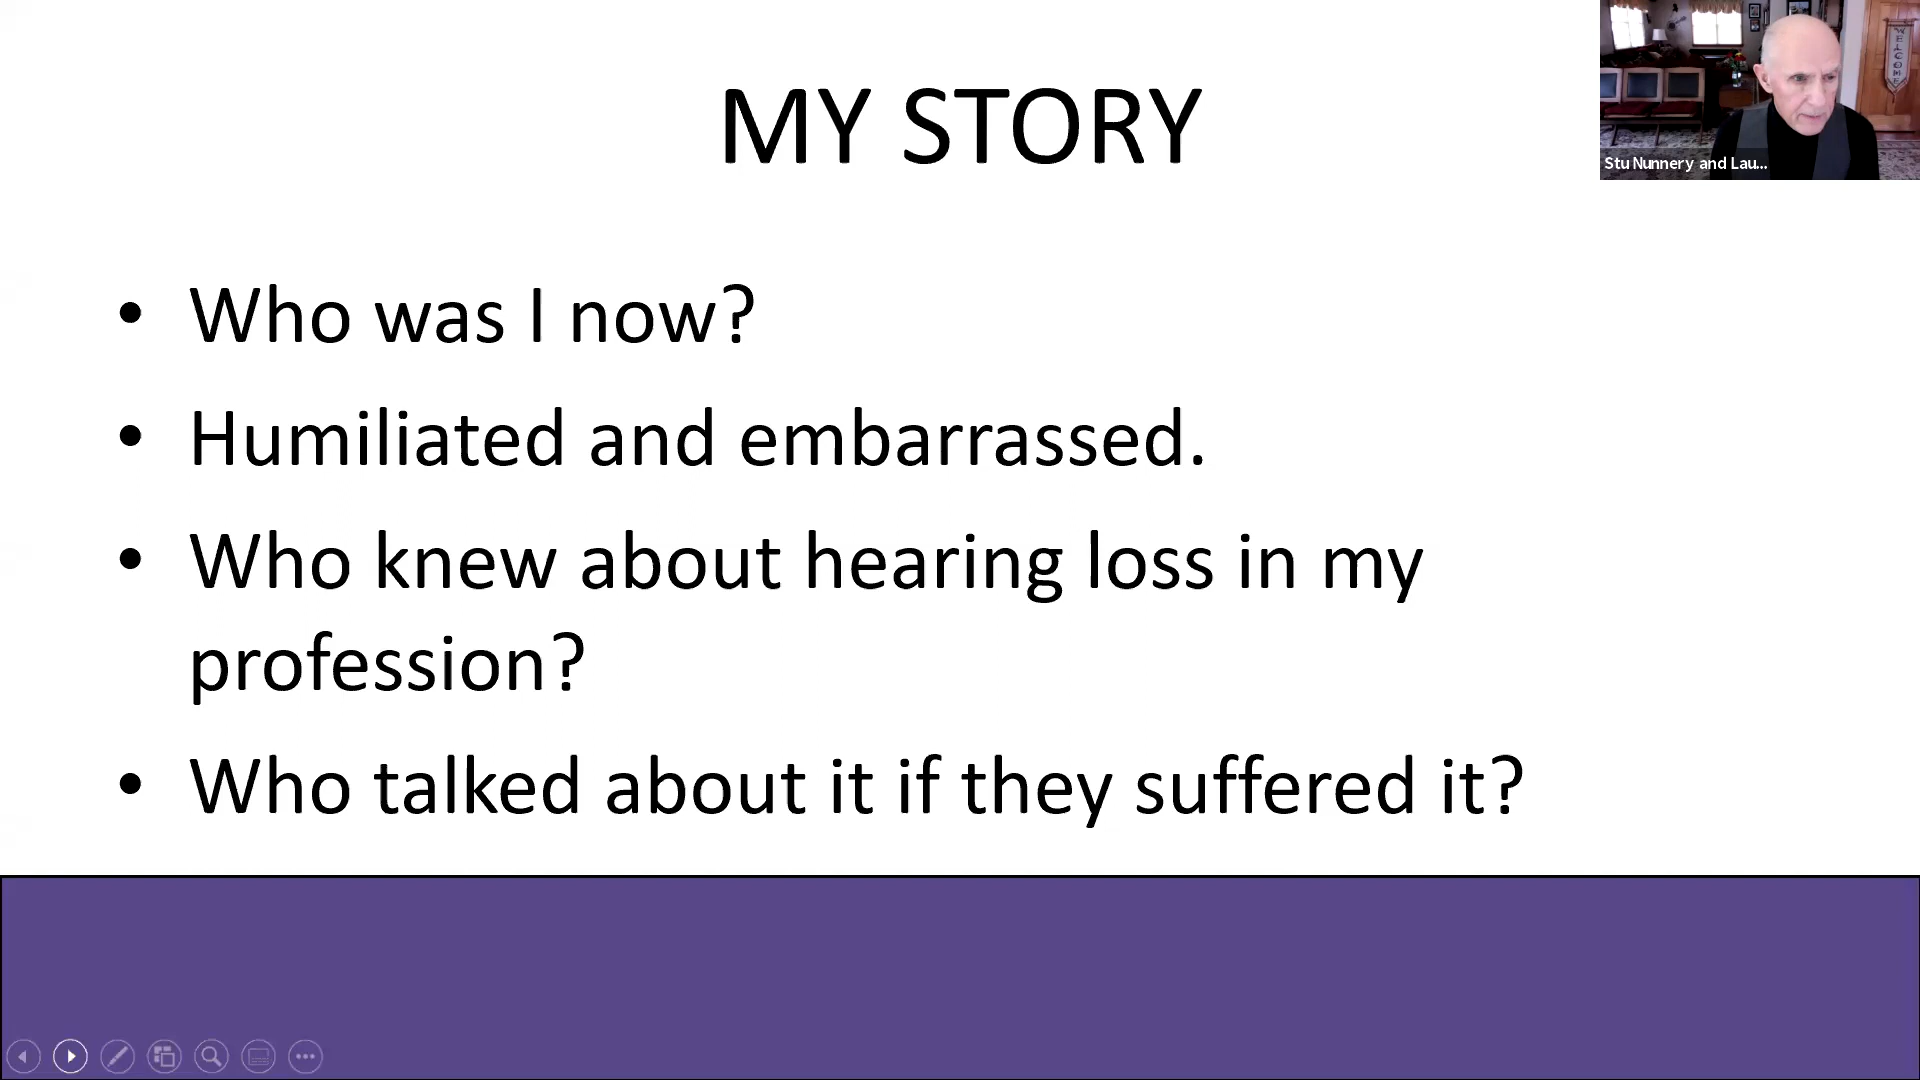 MY STORY
WELCOME
Stu Nunnery and Lau...
• Who was I now?
• Humiliated and embarrassed.
• Who knew about hearing loss in my
profession?
• Who talked about it if they suffered it?